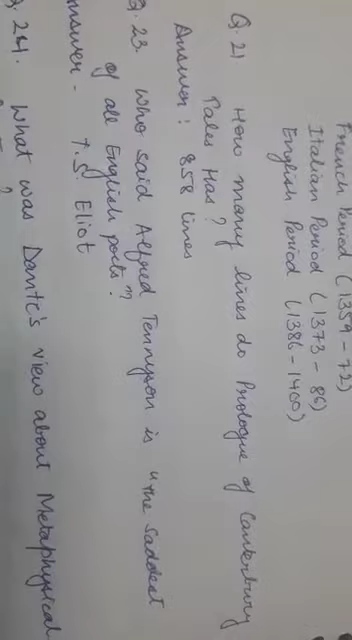 French Period (1359-72)
Italian Period (1373-86)
English Period (1386-1400)
Q.21 How many lines do Prologue of Canterbury
Tales Has?
Answer: 858 lines
Q.23. Who said Alfred Tennyson is "the saddest
of all English poets"?
Answer - T.S. Eliot
Q.24. What was Dante's view about Metaphysical